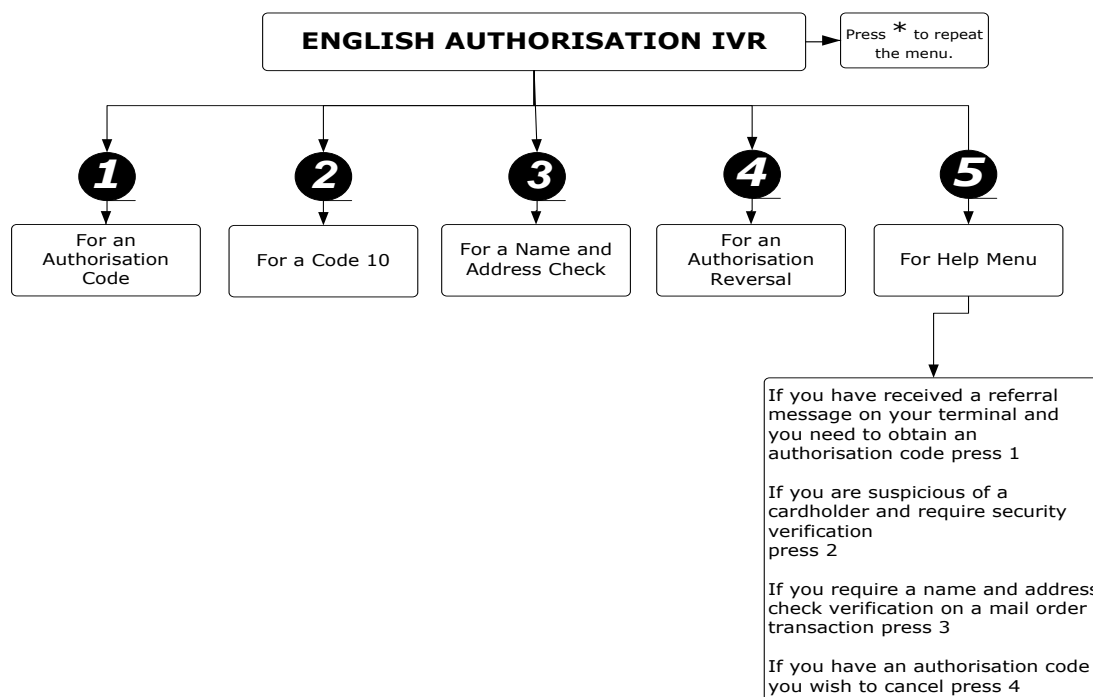 ENGLISH AUTHORISATION IVR
Press * to repeat
the menu.
1
2
3
4
5
For an
Authorisation
Code
For a Code 10
For a Name and
Address Check
For an
Authorisation
Reversal
For Help Menu
If you have received a referral
message on your terminal and
you need to obtain an
authorisation code press 1
If you are suspicious of a
cardholder and require security
verification
press 2
If you require a name and address
check verification on a mail order
transaction press 3
If you have an authorisation code
you wish to cancel press 4